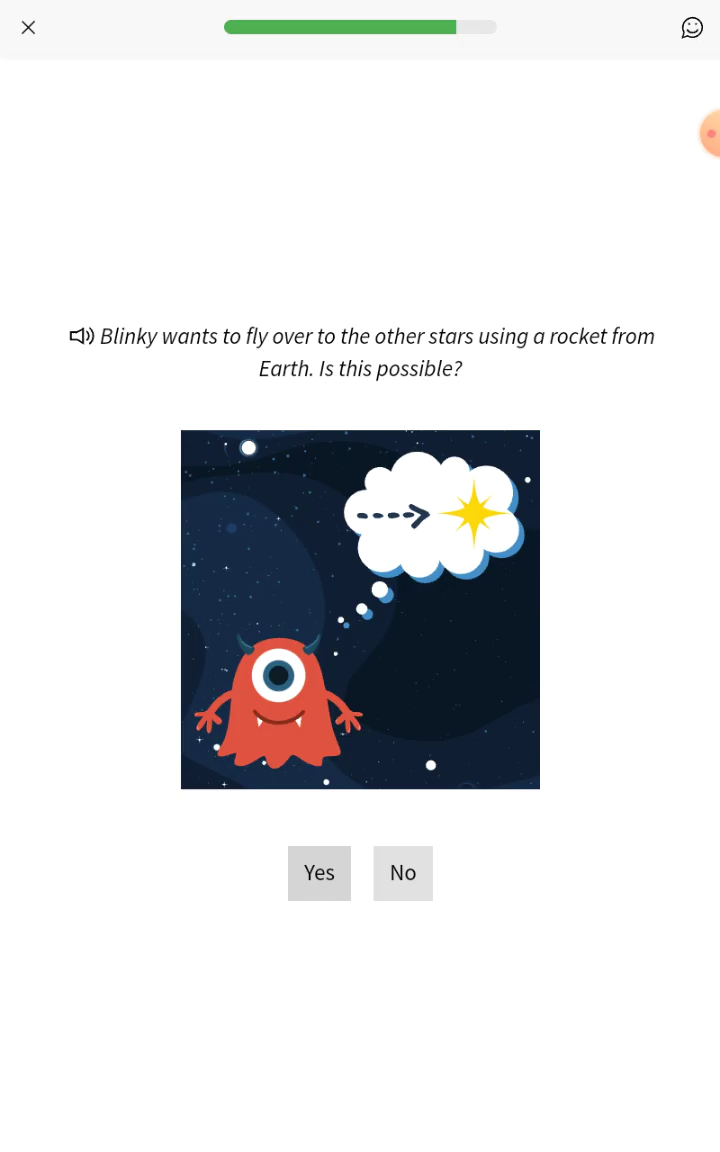 Blinky wants to fly over to the other stars using a rocket from
Earth. Is this possible?
Yes
No